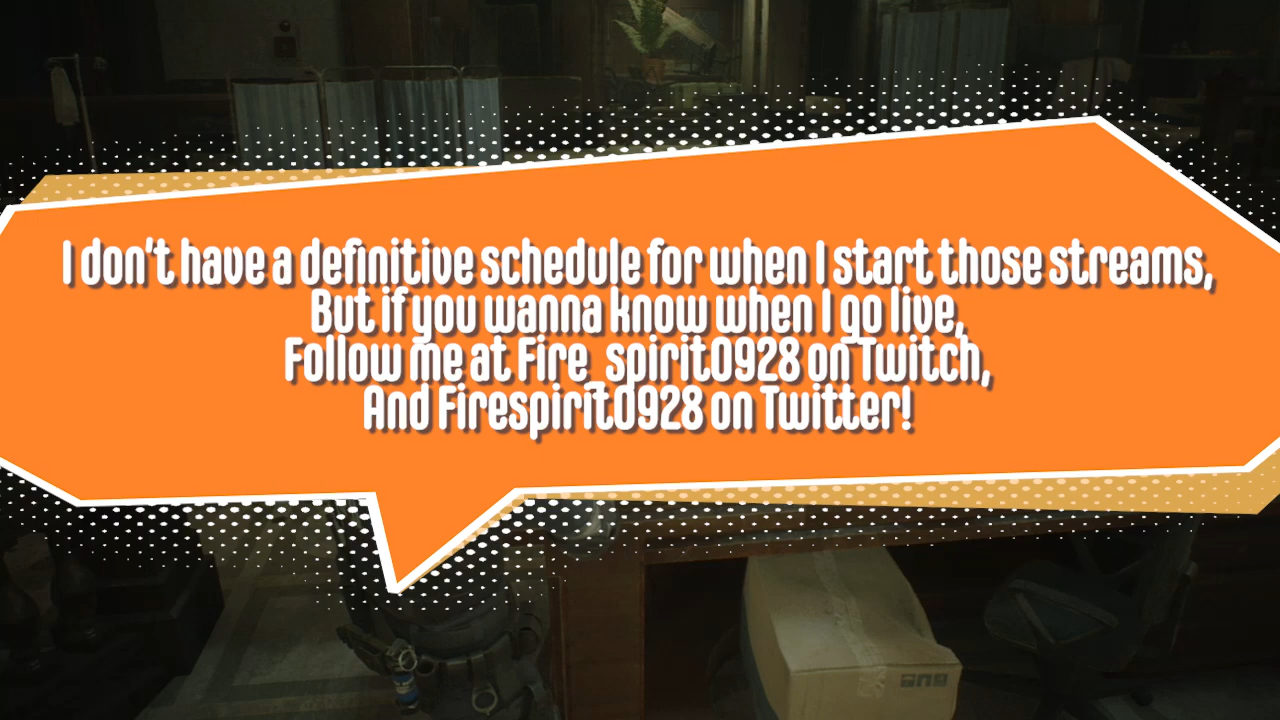 I don't have a definitive schedule for when I start those streams,
But if you wanna know when I go live,
Follow me at Fire_spirit0928 on Twitch,
And Firespirit0928 on Twitter!